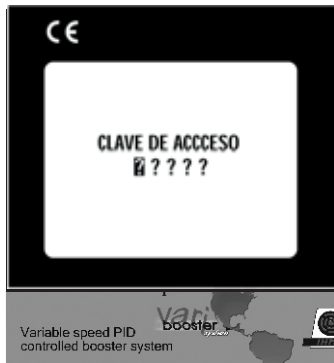 CE
CLAVE DE ACCCESO
?????
vari
booster
Variable speed PID
controlled booster system